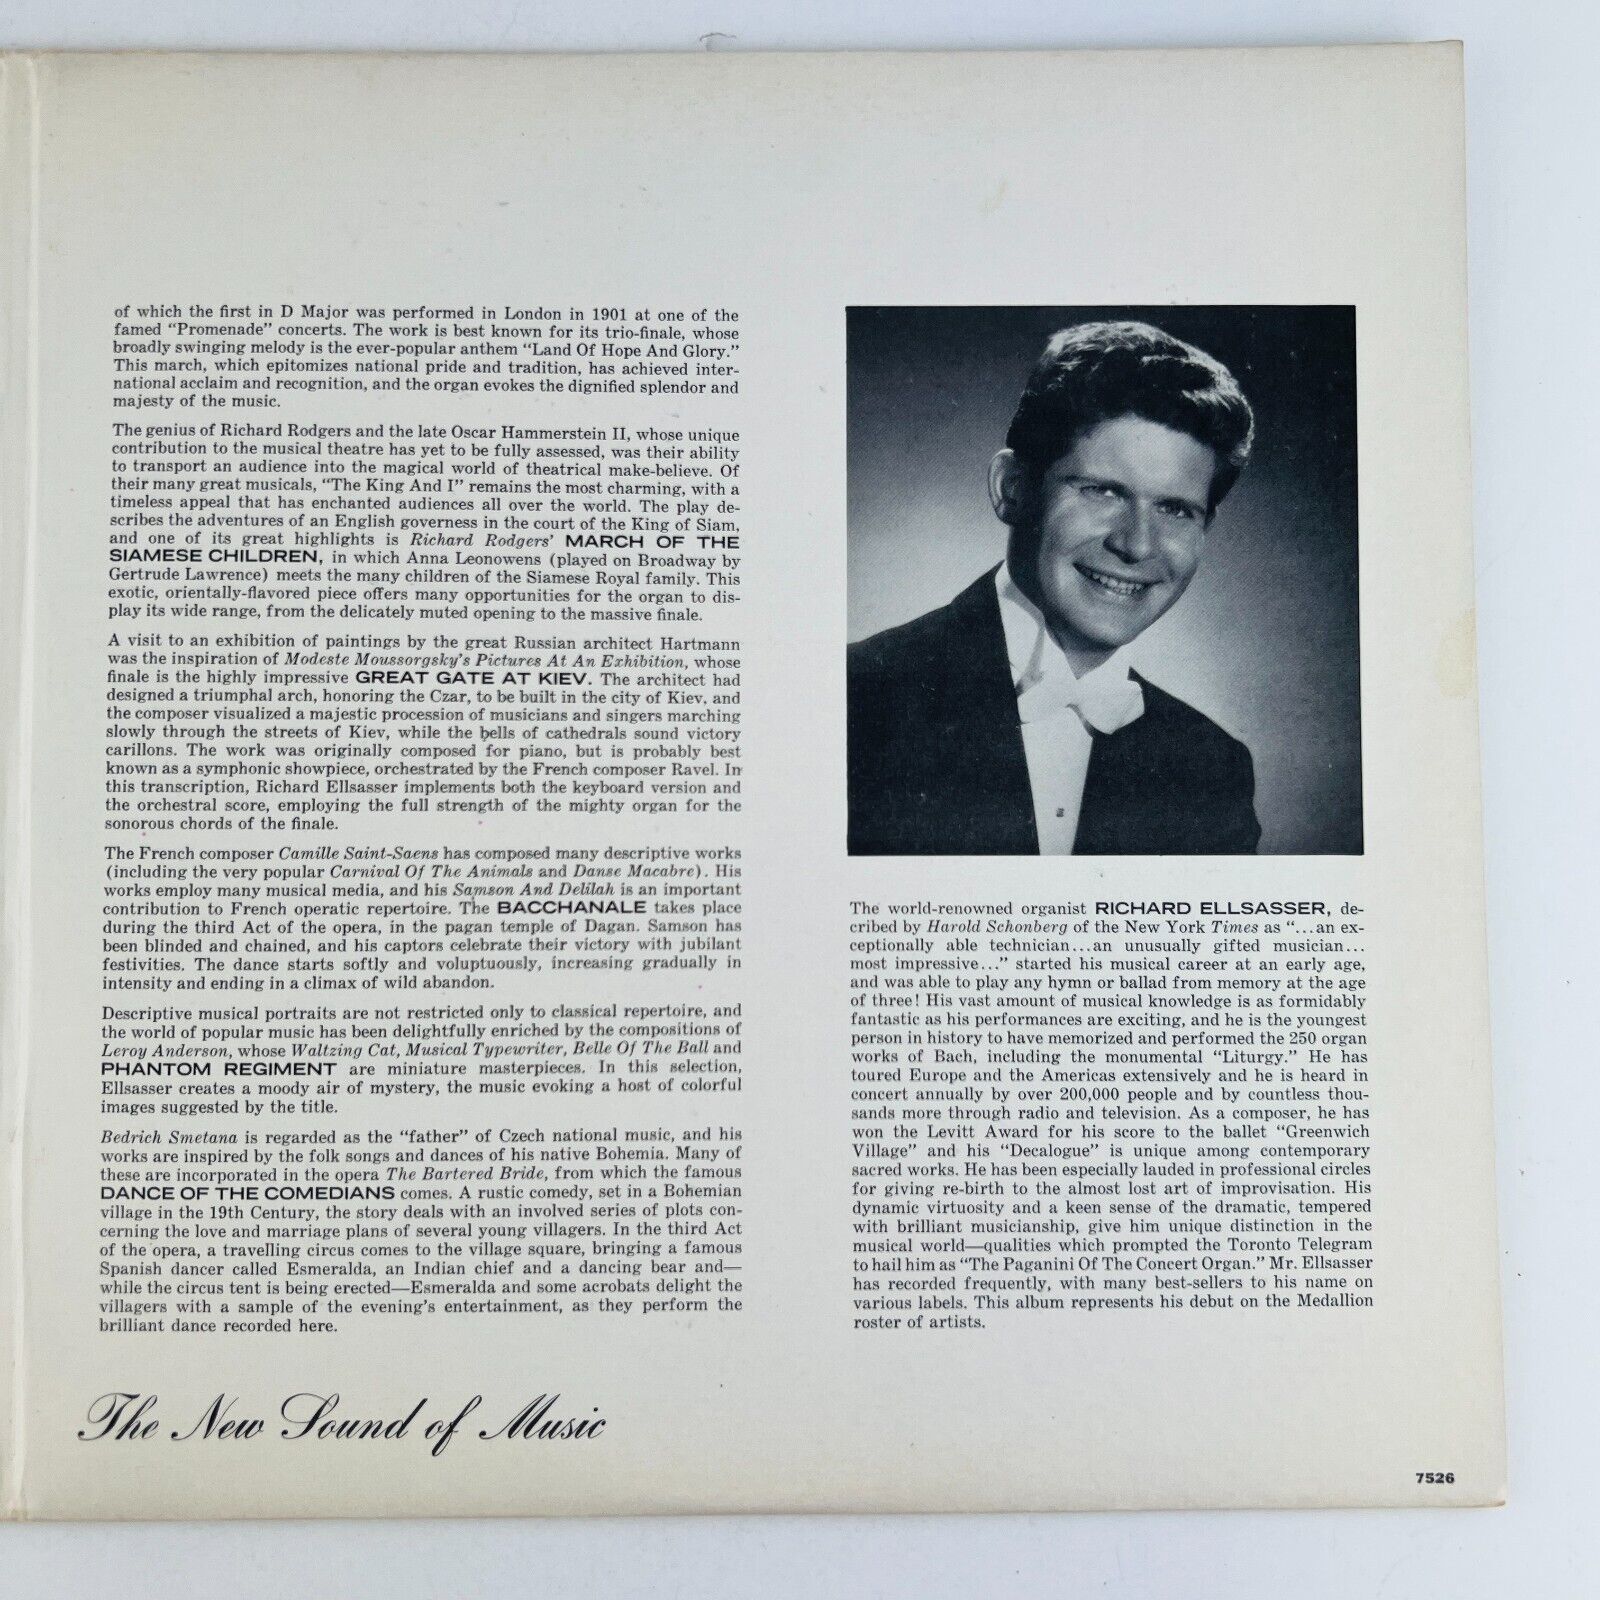 of which the first in D Major was performed in London in 1901 at one of the
famed "Promenade" concerts. The work is best known for its trio-finale, whose
broadly swinging melody is the ever-popular anthem "Land Of Hope And Glory."
This march, which epitomizes national pride and tradition, has achieved inter-
national acclaim and recognition, and the organ evokes the dignified splendor and
majesty of the music.
The genius of Richard Rodgers and the late Oscar Hammerstein II, whose unique
contribution to the musical theatre has yet to be fully assessed, was their ability
to transport an audience into the magical world of theatrical make-believe. Of
their many great musicals, "The King And I" remains the most charming, with a
timeless appeal that has enchanted audiences all over the world. The play de-
scribes the adventures of an English governess in the court of the King of Siam,
and one of its great highlights is Richard Rodgers' MARCH OF THE
SIAMESE CHILDREN, in which Anna Leonowens (played on Broadway by
Gertrude Lawrence) meets the many children of the Siamese Royal family. This
exotic, orientally-flavored piece offers many opportunities for the organ to dis-
play its wide range, from the delicately muted opening to the massive finale.
A visit to an exhibition of paintings by the great Russian architect Hartmann
was the inspiration of Modeste Moussorgsky's Pictures At An Exhibition, whose
finale is the highly impressive GREAT GATE AT KIEV. The architect had
designed a triumphal arch, honoring the Czar, to be built in the city of Kiev, and
the composer visualized a majestic procession of musicians and singers marching
slowly through the streets of Kiev, while the bells of cathedrals sound victory
carillons. The work was originally composed for piano, but is probably best
known as a symphonic showpiece, orchestrated by the French composer Ravel. In
this transcription, Richard Ellsasser implements both the keyboard version and
the orchestral score, employing the full strength of the mighty organ for the
sonorous chords of the finale.
The French composer Camille Saint-Saens has composed many descriptive works
(including the very popular Carnival Of The Animals and Danse Macabre). His
works employ many musical media, and his Samson And Delilah is an important
contribution to French operatic repertoire. The BACCHANALE takes place
during the third Act of the opera, in the pagan temple of Dagan. Samson has
been blinded and chained, and his captors celebrate their victory with jubilant
festivities. The dance starts softly and voluptuously, increasing gradually in
intensity and ending in a climax of wild abandon.
Descriptive musical portraits are not restricted only to classical repertoire, and
the world of popular music has been delightfully enriched by the compositions of
Leroy Anderson, whose Waltzing Cat, Musical Typewriter, Belle Of The Ball and
PHANTOM REGIMENT are miniature masterpieces. In this selection,
Ellsasser creates a moody air of mystery, the music evoking a host of colorful
images suggested by the title.
Bedrich Smetana is regarded as the "father" of Czech national music, and his
works are inspired by the folk songs and dances of his native Bohemia. Many of
these are incorporated in the opera The Bartered Bride, from which the famous
DANCE OF THE COMEDIANS comes. A rustic comedy, set in a Bohemian
village in the 19th Century, the story deals with an involved series of plots con-
cerning the love and marriage plans of several young villagers. In the third Act
of the opera, a travelling circus comes to the village square, bringing a famous
Spanish dancer called Esmeralda, an Indian chief and a dancing bear and—
while the circus tent is being erected—Esmeralda and some acrobats delight the
villagers with a sample of the evening's entertainment, as they perform the
brilliant dance recorded here.
The New Sound of Music
The world-renowned organist RICHARD ELLSASSER, de-
cribed by Harold Schonberg of the New York Times as "...an ex-
ceptionally able technician...an unusually gifted musician...
most impressive..." started his musical career at an early age,
and was able to play any hymn or ballad from memory at the age
of three! His vast amount of musical knowledge is as formidably
fantastic as his performances are exciting, and he is the youngest
person in history to have memorized and performed the 250 organ
works of Bach, including the monumental "Liturgy." He has
toured Europe and the Americas extensively and he is heard in
concert annually by over 200,000 people and by countless thou-
sands more through radio and television. As a composer, he has
won the Levitt Award for his score to the ballet "Greenwich
Village" and his "Decalogue" is unique among contemporary
sacred works. He has been especially lauded in professional circles
for giving re-birth to the almost lost art of improvisation. His
dynamic virtuosity and a keen sense of the dramatic, tempered
with brilliant musicianship, give him unique distinction in the
musical world—qualities which prompted the Toronto Telegram
to hail him as "The Paganini Of The Concert Organ." Mr. Ellsasser
has recorded frequently, with many best-sellers to his name on
various labels. This album represents his debut on the Medallion
roster of artists.
7526